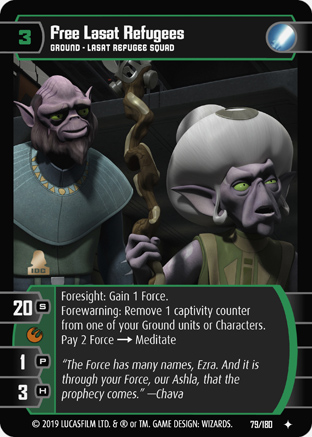 3
Free Lasat Refugees
GROUND - LASAT REFUGEE SQUAD
IDC
20 S
1 P
3 H
Foresight: Gain 1 Force.
Forewarning: Remove 1 captivity counter
from one of your Ground units or Characters.
Pay 2 Force → Meditate
“The Force has many names, Ezra. And it is
through your Force, our Ashla, that the
prophecy comes.” —Chava
© 2019 LUCASFILM LTD. & ® or TM. GAME DESIGN: WIZARDS.
79/180